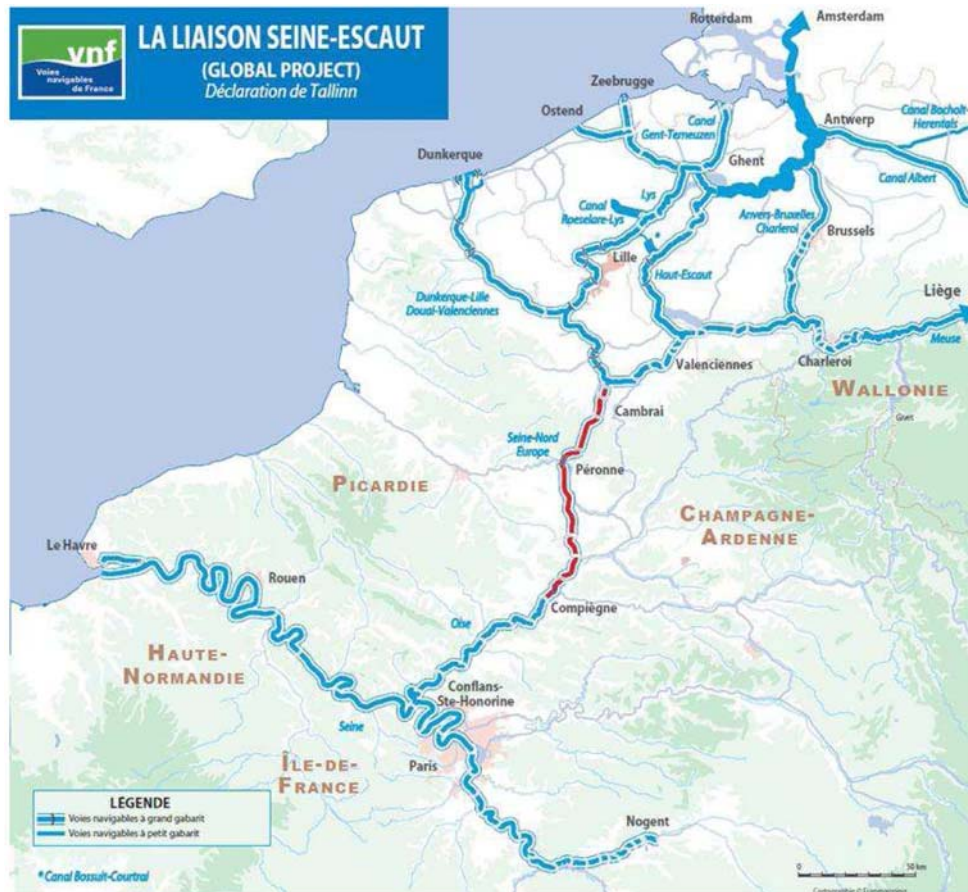 vnf
Voies
navigables
de France
LA LIAISON SEINE-ESCAUT
(GLOBAL PROJECT)
Déclaration de Tallinn
Rotterdam
Amsterdam
Zeebrugge
Ostend
Canal
Gent-Terneuzen
Antwerp
Canal Bocholt
Herentals
Dunkerque
Ghent
Canal Albert
Lys
Canal
Roeselare-Lys
Anvers-Bruxelles
Charleroi
Brussels
*
Lille
Haut-Escaut
Dunkerque-Lille
Douai-Valenciennes
Liège
Meuse
Valenciennes
Charleroi
WALLONIE
Cambrai
Givet
Seine-Nord
Europe
Péronne
PICARDIE
CHAMPAGNE-
ARDENNE
Le Havre
Rouen
Compiègne
Oise
HAUTE-
NORMANDIE
Conflans-
Ste-Honorine
Seine
Paris
ÎLE-DE-
FRANCE
LÉGENDE
Voies navigables à grand gabarit
Voies navigables à petit gabarit
Nogent
* Canal Bossuit-Courtrai
0 50 km